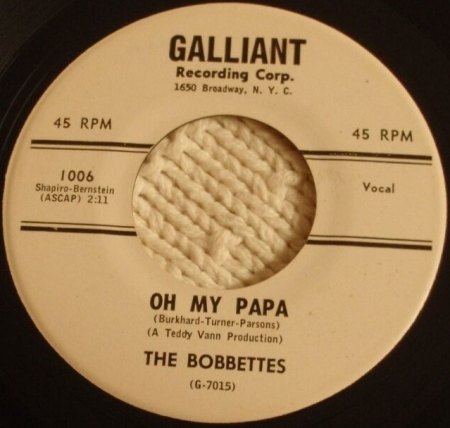 GALLIANT
Recording Corp.
1650 Broadway, N. Y. C.
45 RPM
45 RPM
1006
Shapiro-Bernstein
(ASCAP) 2:11
Vocal
OH MY PAPA
(Burkhard-Turner-Parsons)
(A Teddy Vann Production)
THE BOBBETTES
(G-7015)